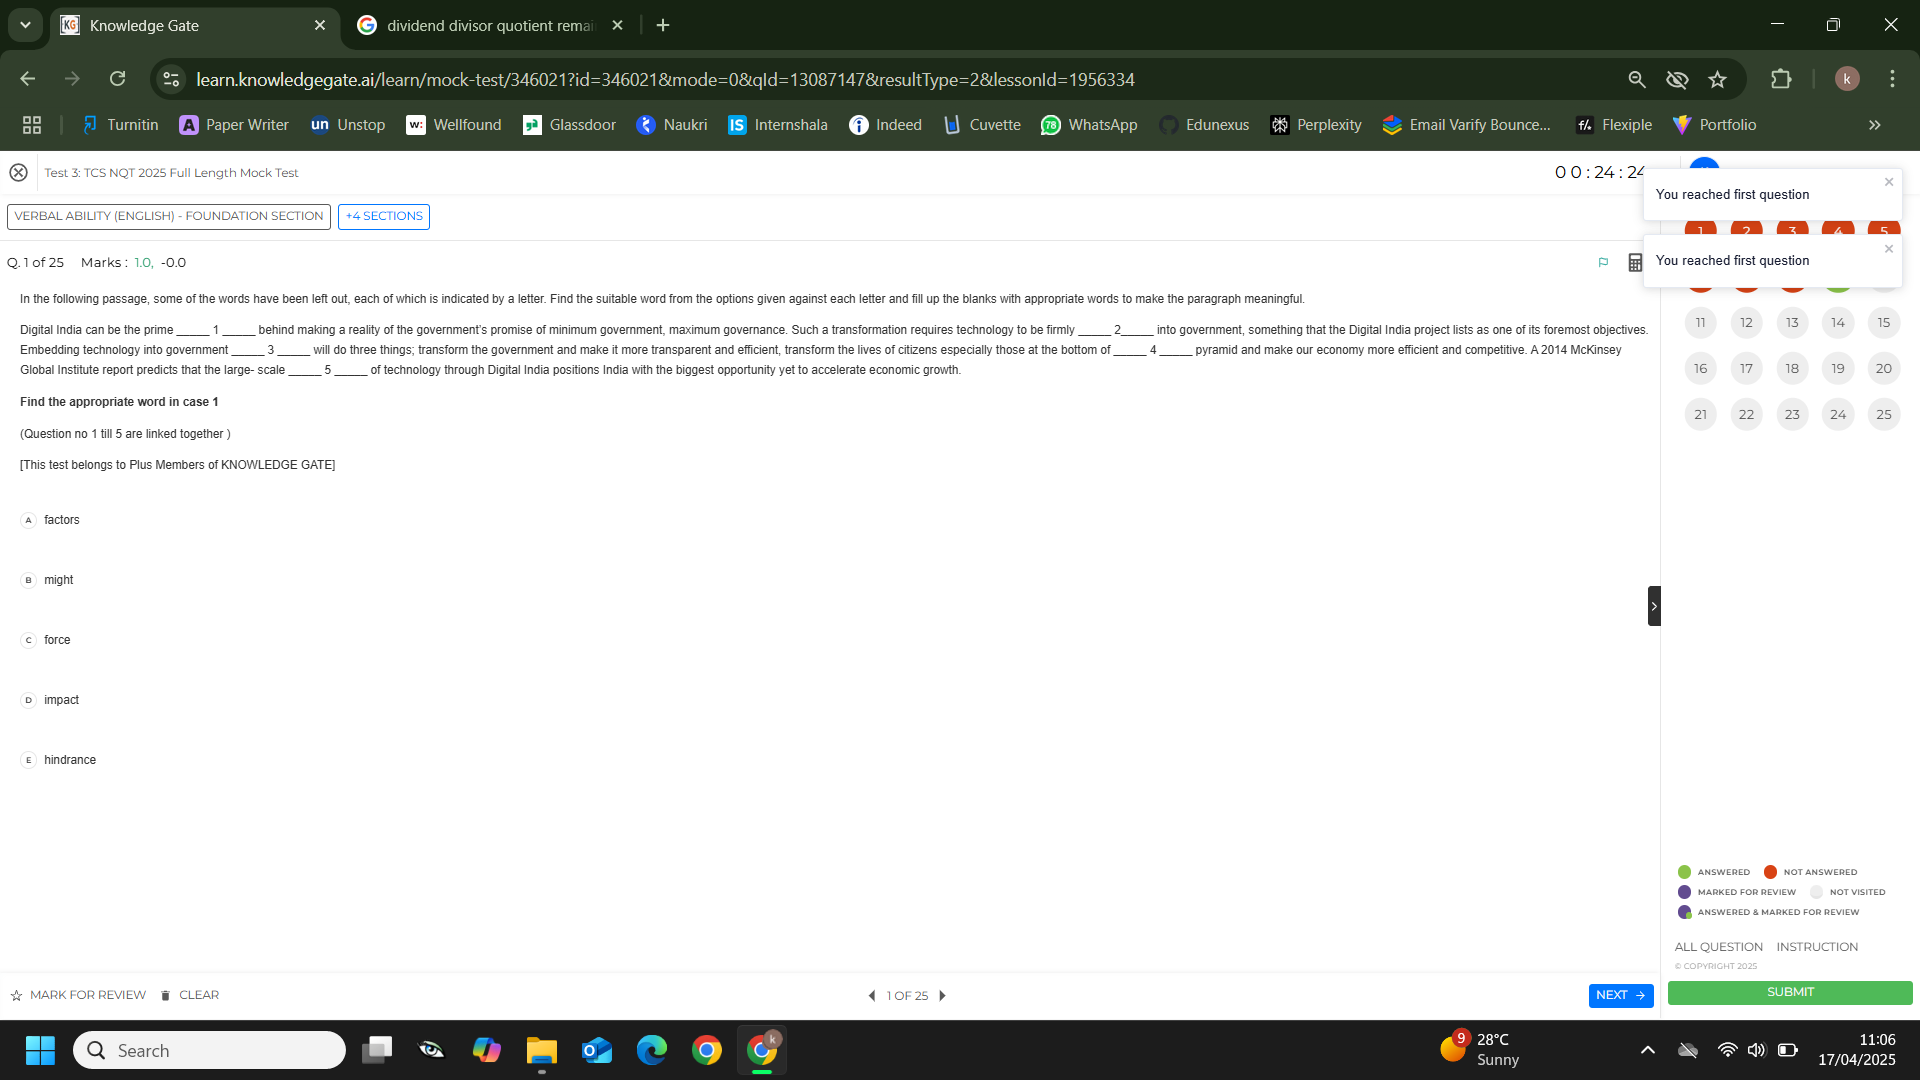 Knowledge Gate
dividend divisor quotient remai
learn.knowledgegate.ai/learn/mock-test/346021?id=346021&mode=0&qId=13087147&resultType=2&lessonId=1956334
k
Turnitin
A Paper Writer
un Unstop
w: Wellfound
Glassdoor
Naukri
IS Internshala
Indeed
Cuvette
78 WhatsApp
Edunexus
Perplexity
Email Varify Bounce...
f/. Flexiple
Portfolio
Test 3: TCS NQT 2025 Full Length Mock Test
00:24:24
You reached first question
VERBAL ABILITY (ENGLISH) - FOUNDATION SECTION
+4 SECTIONS
1 2 3 4 5
Q. 1 of 25 Marks : 1.0, -0.0
You reached first question
In the following passage, some of the words have been left out, each of which is indicated by a letter. Find the suitable word from the options given against each letter and fill up the blanks with appropriate words to make the paragraph meaningful.
Digital India can be the prime _____ 1 _____ behind making a reality of the government's promise of minimum government, maximum governance. Such a transformation requires technology to be firmly _____ 2_____ into government, something that the Digital India project lists as one of its foremost objectives.
Embedding technology into government _____ 3 _____ will do three things; transform the government and make it more transparent and efficient, transform the lives of citizens especially those at the bottom of _____ 4 _____ pyramid and make our economy more efficient and competitive. A 2014 McKinsey
Global Institute report predicts that the large- scale _____ 5 _____ of technology through Digital India positions India with the biggest opportunity yet to accelerate economic growth.
Find the appropriate word in case 1
(Question no 1 till 5 are linked together )
[This test belongs to Plus Members of KNOWLEDGE GATE]
A factors
B might
C force
D impact
E hindrance
11 12 13 14 15
16 17 18 19 20
21 22 23 24 25
ANSWERED NOT ANSWERED
MARKED FOR REVIEW NOT VISITED
ANSWERED & MARKED FOR REVIEW
ALL QUESTION INSTRUCTION
© COPYRIGHT 2025
MARK FOR REVIEW CLEAR
1 OF 25
NEXT
SUBMIT
Search
k
9
28°C
Sunny
11:06
17/04/2025